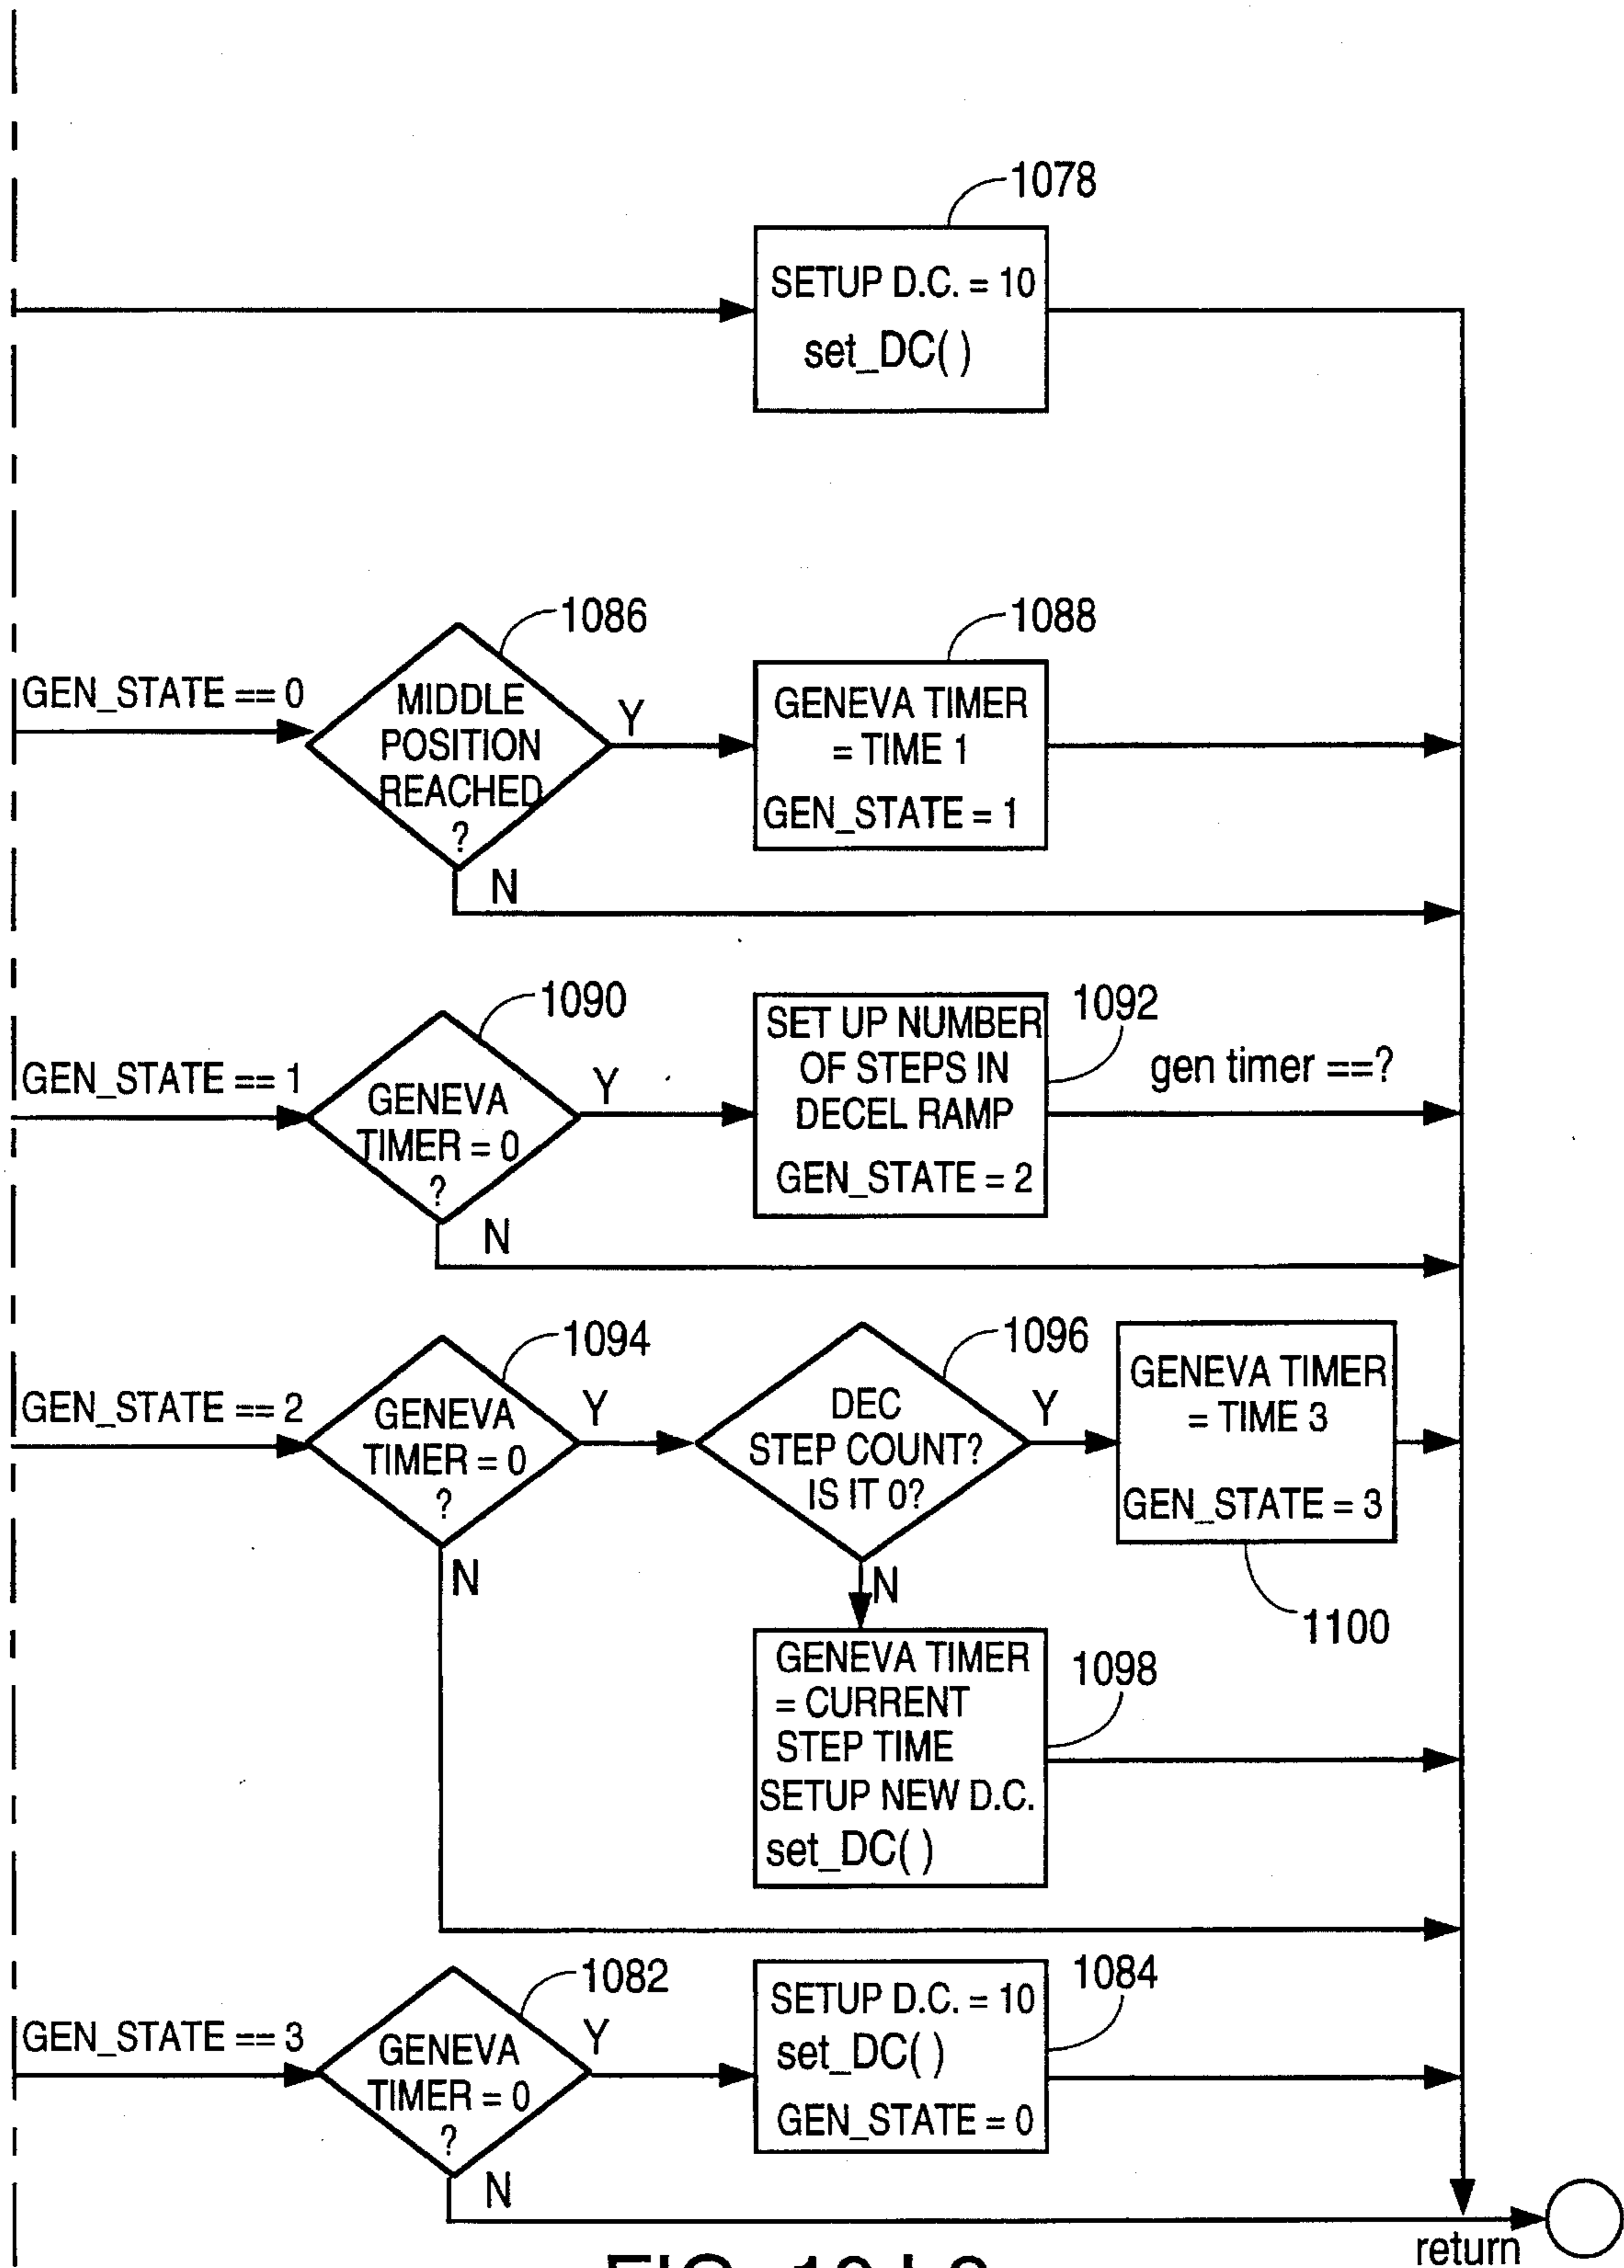 1078
SETUP D.C. = 10
set_DC( )
1086
1088
GEN_STATE == 0
MIDDLE
POSITION
REACHED
?
Y
N
GENEVA TIMER
= TIME 1
GEN_STATE = 1
1090
1092
GEN_STATE == 1
GENEVA
TIMER = 0
?
Y
N
SET UP NUMBER
OF STEPS IN
DECEL RAMP
GEN_STATE = 2
gen timer ==?
1094
1096
GEN_STATE == 2
GENEVA
TIMER = 0
?
Y
N
DEC
STEP COUNT?
IS IT 0?
Y
N
GENEVA TIMER
= TIME 3
GEN_STATE = 3
1100
GENEVA TIMER
= CURRENT
STEP TIME
SETUP NEW D.C.
set_DC( )
1098
1082
1084
GEN_STATE == 3
GENEVA
TIMER = 0
?
Y
N
SETUP D.C. = 10
set_DC( )
GEN_STATE = 0
return